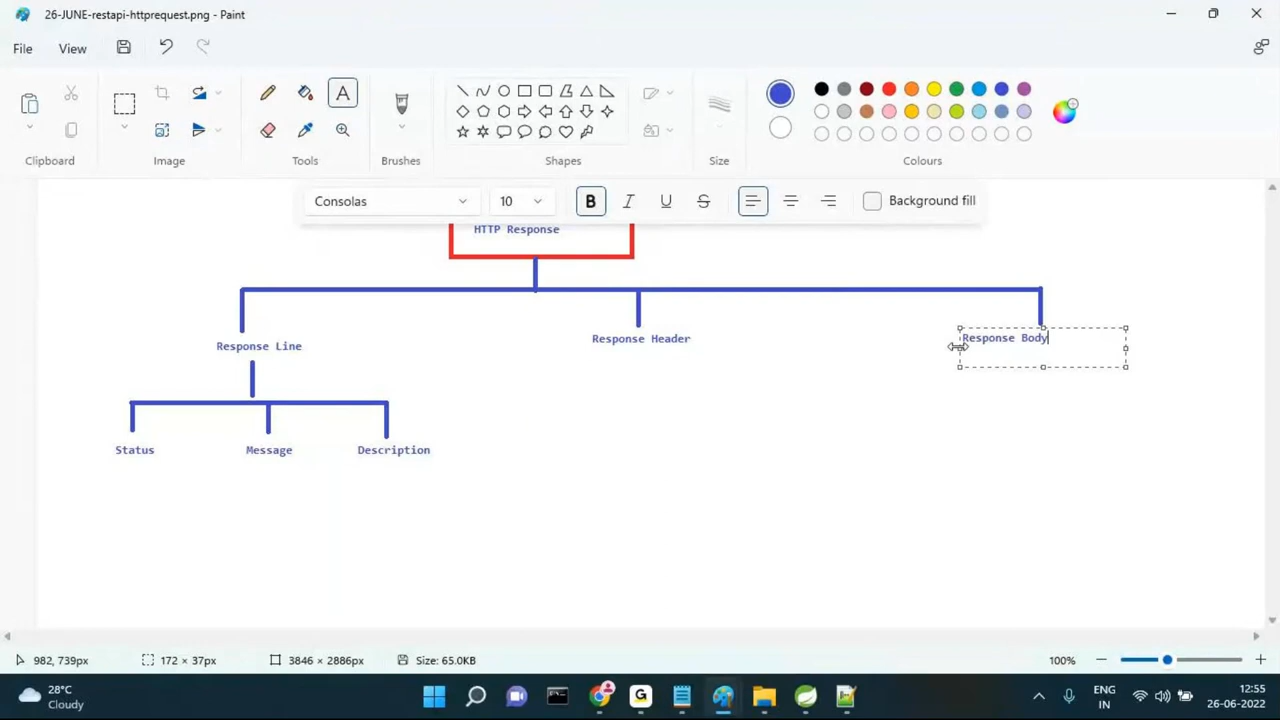 26-JUNE-restapi-httprequest.png - Paint
File View
Clipboard Image Tools Brushes Shapes Size Colours
Consolas 10 B I U S Background fill
HTTP Response
Response Line Response Header Response Body
Status Message Description
982, 739px 172 × 37px 3846 × 2886px Size: 65.0KB 100%
28°C
Cloudy
ENG
IN
12:55
26-06-2022